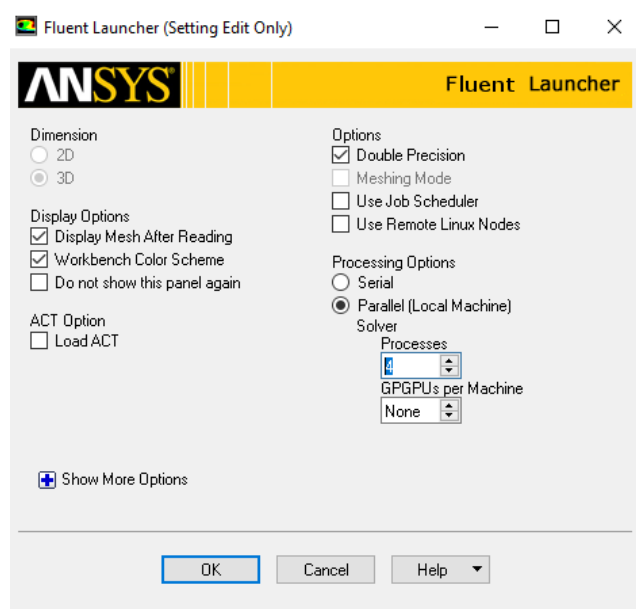 Fluent Launcher (Setting Edit Only)
ANSYS
Fluent Launcher
Dimension
2D
3D
Display Options
Display Mesh After Reading
Workbench Color Scheme
Do not show this panel again
ACT Option
Load ACT
Options
Double Precision
Meshing Mode
Use Job Scheduler
Use Remote Linux Nodes
Processing Options
Serial
Parallel (Local Machine)
Solver
Processes
4
GPGPUs per Machine
None
Show More Options
OK Cancel Help